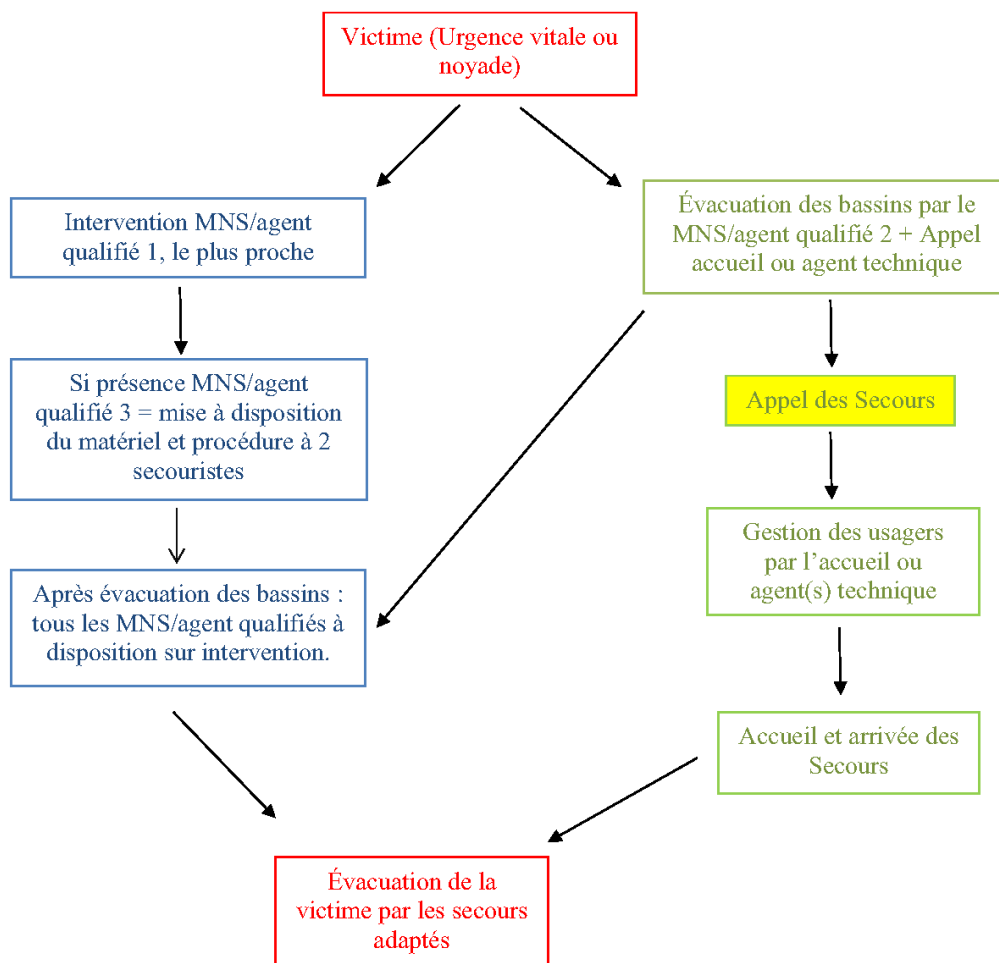 Victime (Urgence vitale ou
noyade)
Intervention MNS/agent
qualifié 1, le plus proche
Évacuation des bassins par le
MNS/agent qualifié 2 + Appel
accueil ou agent technique
Si présence MNS/agent
qualifié 3 = mise à disposition
du matériel et procédure à 2
secouristes
Appel des Secours
Gestion des usagers
par l’accueil ou
agent(s) technique
Après évacuation des bassins :
tous les MNS/agent qualifiés à
disposition sur intervention.
Accueil et arrivée des
Secours
Évacuation de la
victime par les secours
adaptés